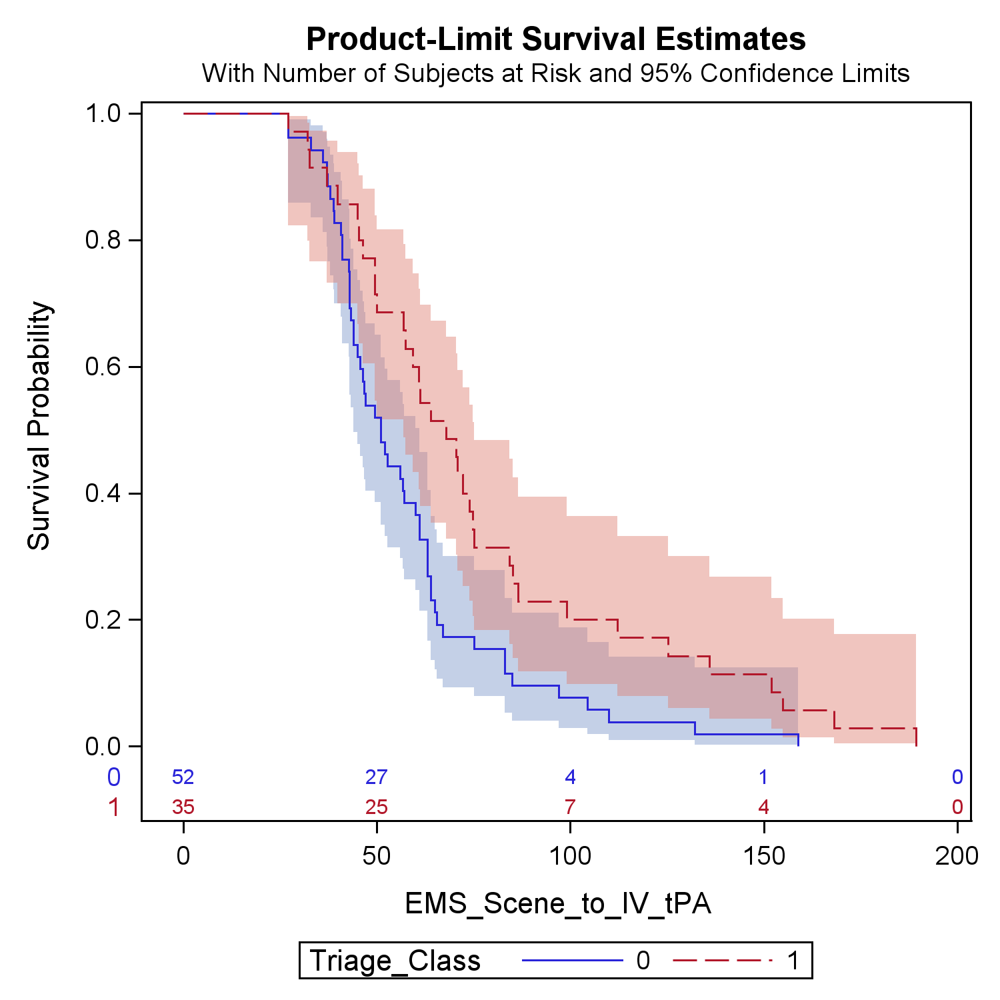 Product-Limit Survival Estimates
With Number of Subjects at Risk and 95% Confidence Limits
Survival Probability
1.0
0.8
0.6
0.4
0.2
0.0
0 52 27 4 1 0
1 35 25 7 4 0
0 50 100 150 200
EMS_Scene_to_IV_tPA
Triage_Class 0 1